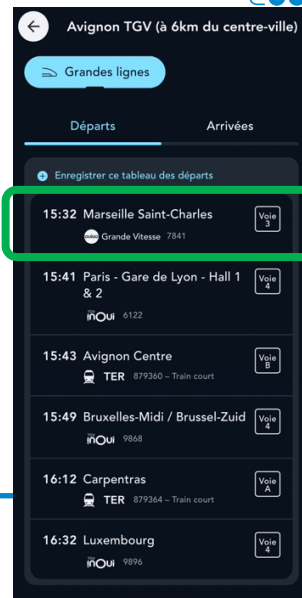 Avignon TGV (à 6km du centre-ville)
Grandes lignes
Départs Arrivées
Enregistrer ce tableau des départs
15:32 Marseille Saint-Charles Voie 3
OUIGO Grande Vitesse 7841
15:41 Paris - Gare de Lyon - Hall 1 Voie 4
& 2
TGV inOui 6122
15:43 Avignon Centre Voie B
TER 879360 – Train court
15:49 Bruxelles-Midi / Brussel-Zuid Voie 4
TGV inOui 9868
16:12 Carpentras Voie A
TER 879364 – Train court
16:32 Luxembourg Voie 4
TGV inOui 9896